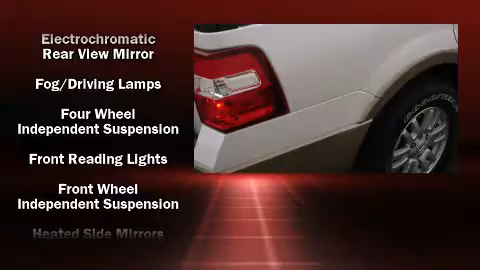 Electrochromatic
Rear View Mirror
Fog/Driving Lamps
Four Wheel
Independent Suspension
Front Reading Lights
Front Wheel
Independent Suspension
Heated Side Mirrors